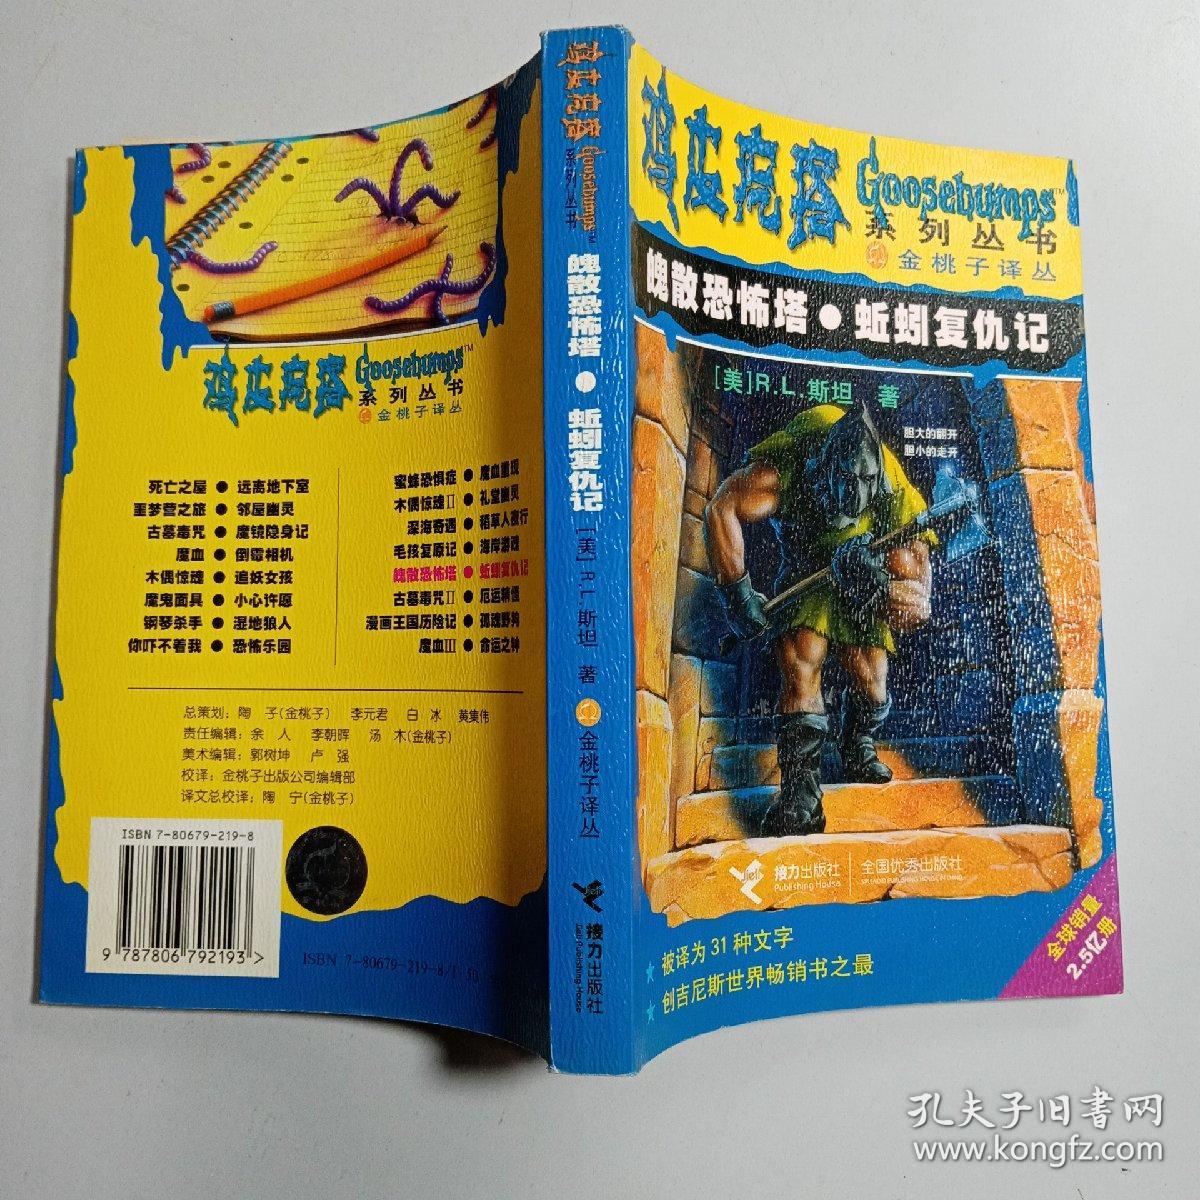 鸡皮疙瘩
Goosebumps™
系列丛书
金桃子译丛
死亡之屋 ● 远离地下室
噩梦营之旅 ● 邻屋幽灵
古墓毒咒 ● 魔镜隐身记
魔血 ● 倒霉相机
木偶惊魂 ● 追妖女孩
魔鬼面具 ● 小心许愿
钢琴杀手 ● 湿地狼人
你吓不着我 ● 恐怖乐园
蜜蜂恐惧症 ● 魔血重现
木偶惊魂Ⅱ ● 礼堂幽灵
深海奇遇 ● 稻草人夜行
毛孩复原记 ● 海岸游魂
魄散恐怖塔 ● 蚯蚓复仇记
古墓毒咒Ⅱ ● 厄运
漫画王国历险记 ● 孤魂野狗
魔血Ⅲ ● 命运之钟
总策划：陶 子(金桃子) 李元君 白 冰 黄集伟
责任编辑：余 人 李朝晖 汤 木(金桃子)
美术编辑：郭树坤 卢 强
校译：金桃子出版公司编辑部
译文总校译：陶 宁(金桃子)
ISBN 7-80679-219-8
9 787806 792193 >
ISBN 7-80679-219-8/I.
鸡皮疙瘩 Goosebumps™ 系列丛书
魄散恐怖塔 ● 蚯蚓复仇记
[美] R.L.斯坦 著
金桃子译丛
接力出版社
Jieli Publishing House
鸡皮疙瘩
Goosebumps™
系列丛书
金桃子译丛
魄散恐怖塔 ● 蚯蚓复仇记
[美]R.L.斯坦 著
胆大的翻开
胆小的走开
接力出版社
Publishing House
全国优秀出版社
全球销量
2.5亿册
★ 被译为31种文字
★ 创吉尼斯世界畅销书之最
孔夫子旧书网
www.kongfz.com